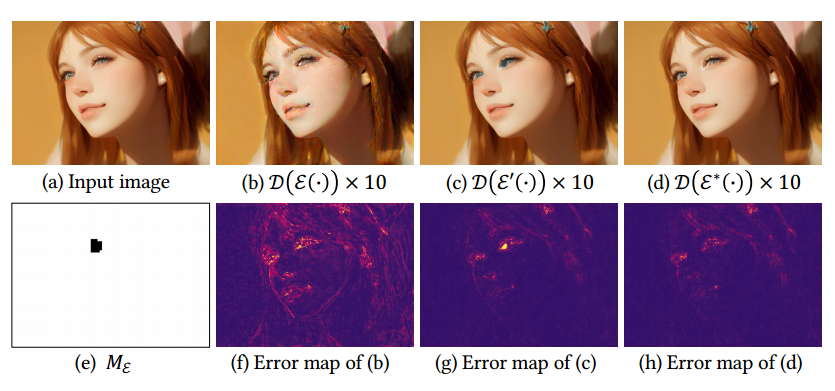 (a) Input image
(b) 𝒟(ℰ(·)) × 10
(c) 𝒟(ℰ′(·)) × 10
(d) 𝒟(ℰ*(·)) × 10
(e) M_ℰ
(f) Error map of (b)
(g) Error map of (c)
(h) Error map of (d)